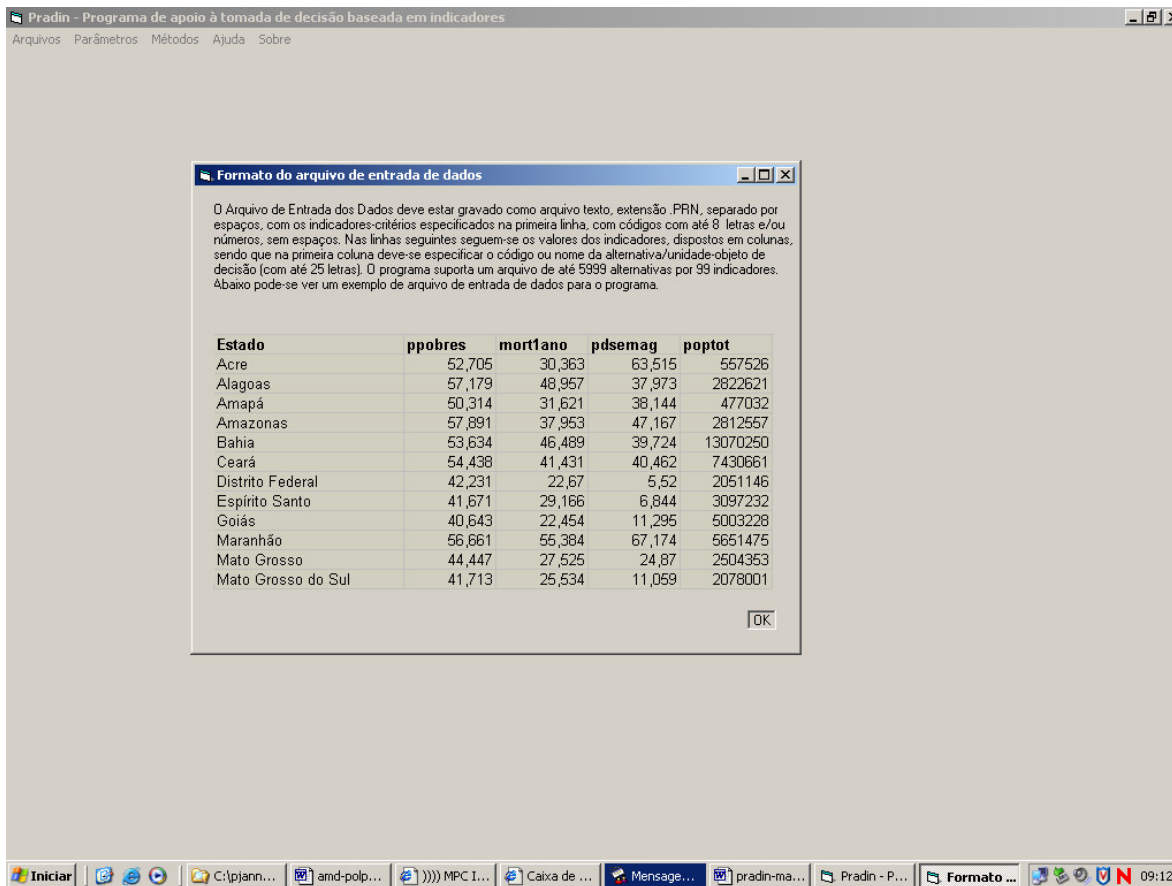 Pradin - Programa de apoio à tomada de decisão baseada em indicadores
Arquivos Parâmetros Métodos Ajuda Sobre
Formato do arquivo de entrada de dados
O Arquivo de Entrada dos Dados deve estar gravado como arquivo texto, extensão .PRN, separado por
espaços, com os indicadores-critérios especificados na primeira linha, com códigos com até 8 letras e/ou
números, sem espaços. Nas linhas seguintes seguem-se os valores dos indicadores, dispostos em colunas,
sendo que na primeira coluna deve-se especificar o código ou nome da alternativa/unidade-objeto de
decisão (com até 25 letras). O programa suporta um arquivo de até 5999 alternativas por 99 indicadores.
Abaixo pode-se ver um exemplo de arquivo de entrada de dados para o programa.
Estado ppobres mort1ano pdsemag poptot
Acre 52,705 30,363 63,515 557526
Alagoas 57,179 48,957 37,973 2822621
Amapá 50,314 31,621 38,144 477032
Amazonas 57,891 37,953 47,167 2812557
Bahia 53,634 46,489 39,724 13070250
Ceará 54,438 41,431 40,462 7430661
Distrito Federal 42,231 22,67 5,52 2051146
Espírito Santo 41,671 29,166 6,844 3097232
Goiás 40,643 22,454 11,295 5003228
Maranhão 56,661 55,384 67,174 5651475
Mato Grosso 44,447 27,525 24,87 2504353
Mato Grosso do Sul 41,713 25,534 11,059 2078001
OK
Iniciar C:\pjann... amd-polp... )))) MPC I... Caixa de ... Mensage... pradin-ma... Pradin - P... Formato ... 09:12